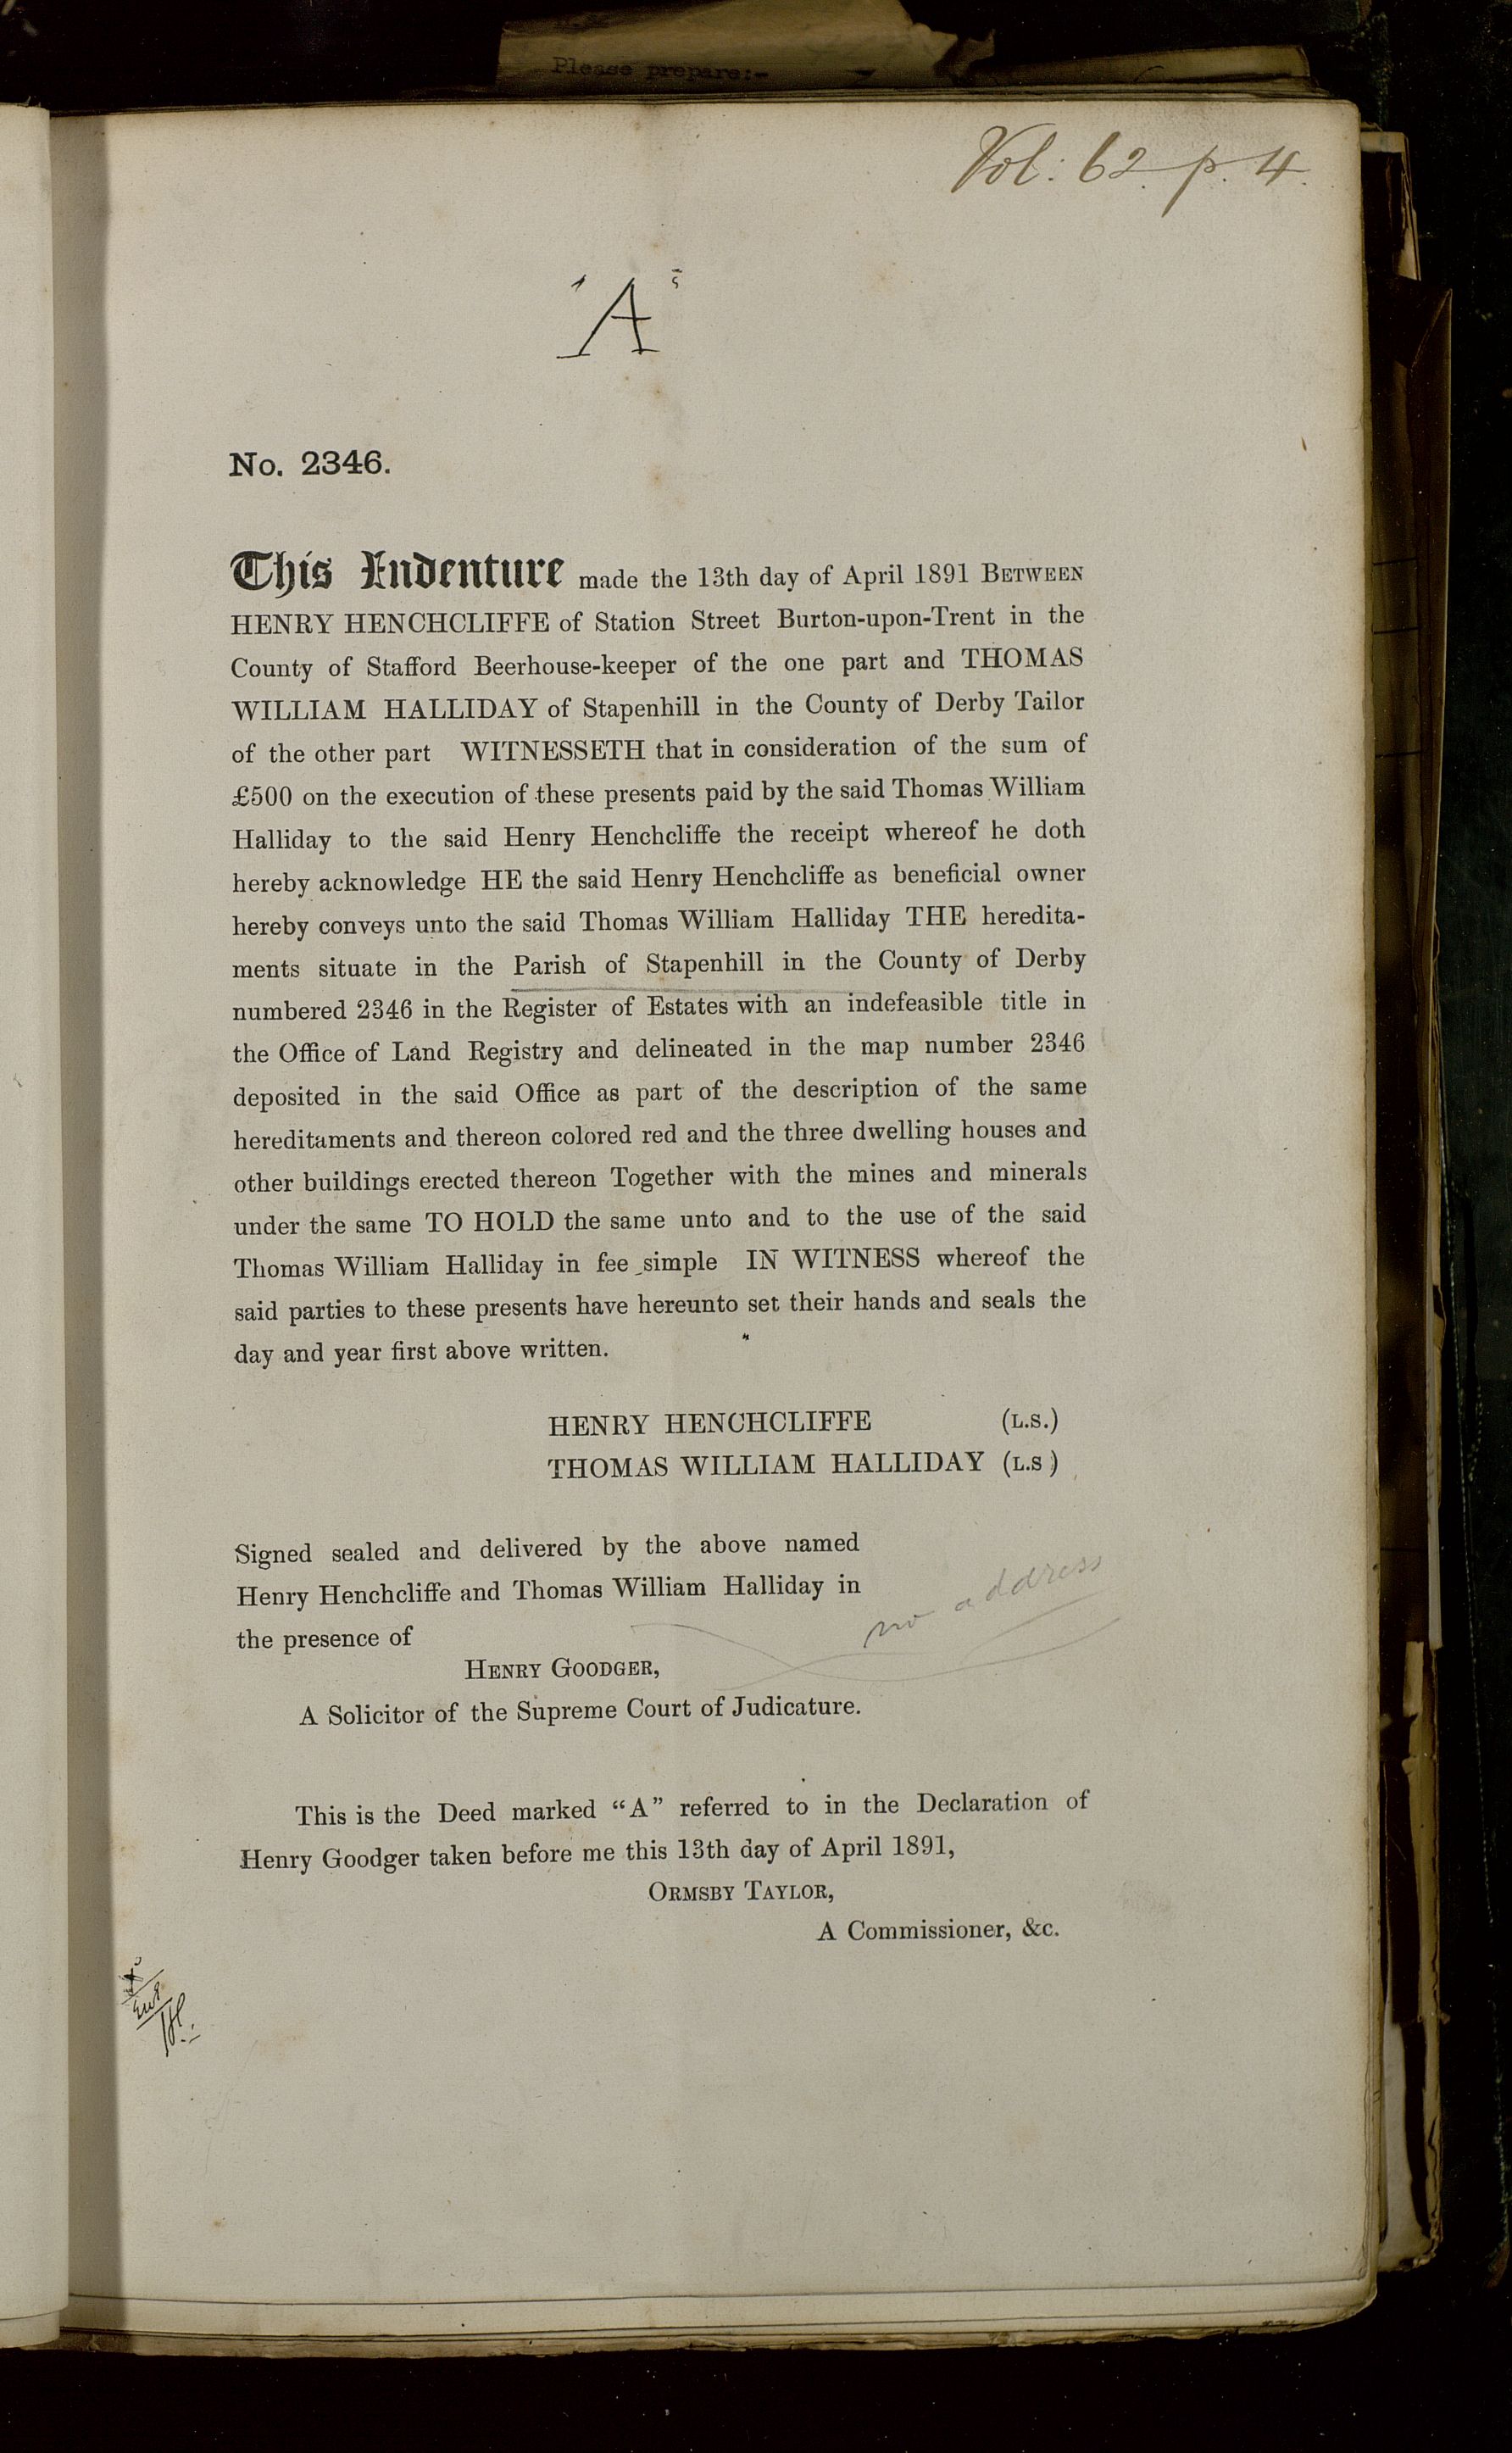 Please prepare:-
Vol: 62. p. 4.
"A"
No. 2346.
This Indenture made the 13th day of April 1891 BETWEEN
HENRY HENCHCLIFFE of Station Street Burton-upon-Trent in the
County of Stafford Beerhouse-keeper of the one part and THOMAS
WILLIAM HALLIDAY of Stapenhill in the County of Derby Tailor
of the other part WITNESSETH that in consideration of the sum of
£500 on the execution of these presents paid by the said Thomas William
Halliday to the said Henry Henchcliffe the receipt whereof he doth
hereby acknowledge HE the said Henry Henchcliffe as beneficial owner
hereby conveys unto the said Thomas William Halliday THE heredita-
ments situate in the Parish of Stapenhill in the County of Derby
numbered 2346 in the Register of Estates with an indefeasible title in
the Office of Land Registry and delineated in the map number 2346
deposited in the said Office as part of the description of the same
hereditaments and thereon colored red and the three dwelling houses and
other buildings erected thereon Together with the mines and minerals
under the same TO HOLD the same unto and to the use of the said
Thomas William Halliday in fee simple IN WITNESS whereof the
said parties to these presents have hereunto set their hands and seals the
day and year first above written.
HENRY HENCHCLIFFE (L.S.)
THOMAS WILLIAM HALLIDAY (L.S )
Signed sealed and delivered by the above named
Henry Henchcliffe and Thomas William Halliday in
the presence of
no address
HENRY GOODGER,
A Solicitor of the Supreme Court of Judicature.
This is the Deed marked "A" referred to in the Declaration of
Henry Goodger taken before me this 13th day of April 1891,
ORMSBY TAYLOR,
A Commissioner, &c.